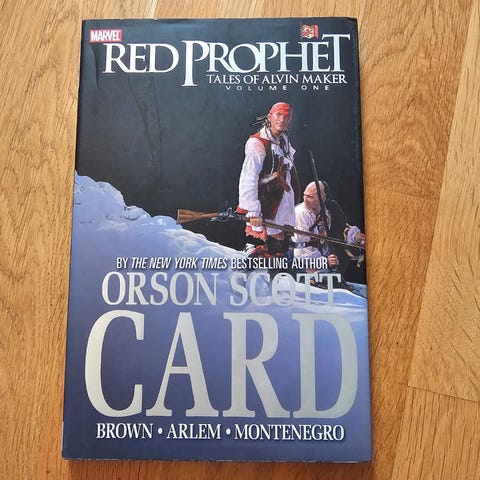 MARVEL
RED PROPHET
TALES OF ALVIN MAKER
VOLUME ONE
BY THE NEW YORK TIMES BESTSELLING AUTHOR
ORSON SCOTT
CARD
BROWN • ARLEM • MONTENEGRO